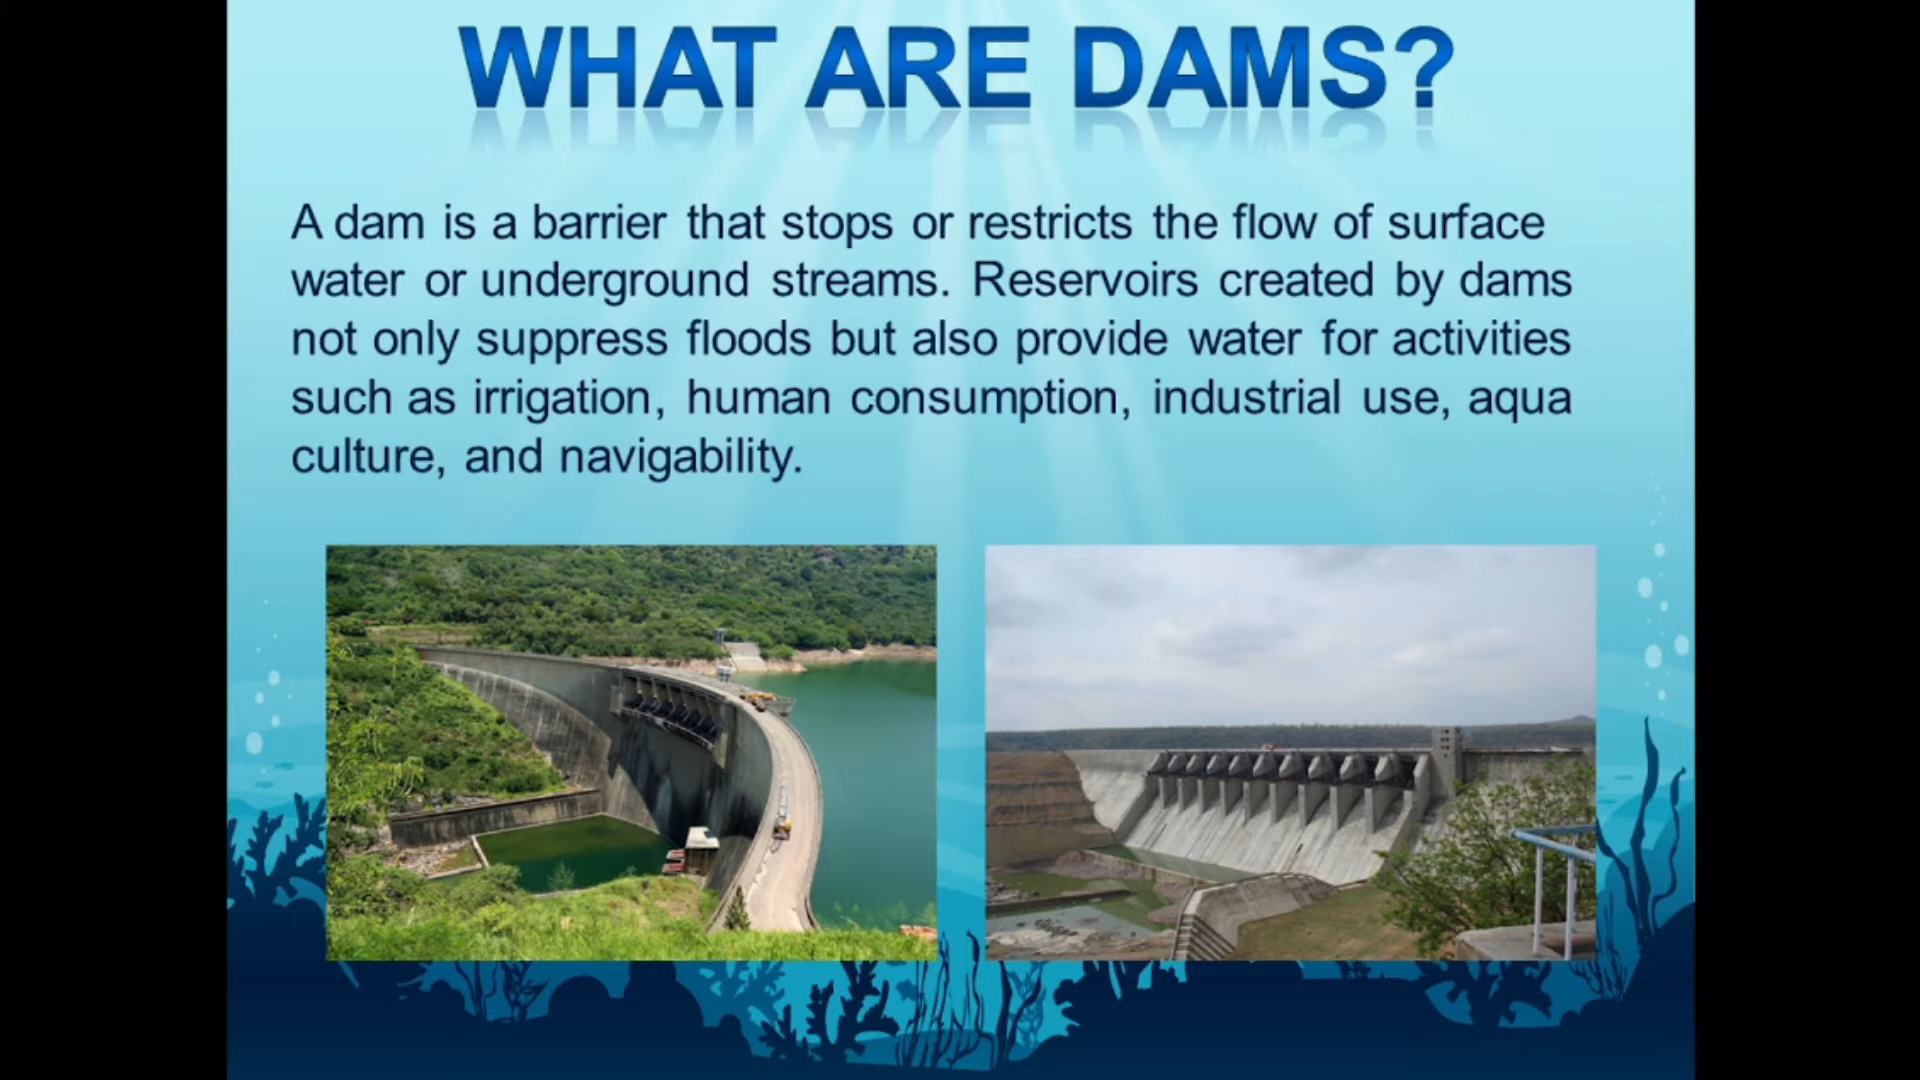 WHAT ARE DAMS?
A dam is a barrier that stops or restricts the flow of surface
water or underground streams. Reservoirs created by dams
not only suppress floods but also provide water for activities
such as irrigation, human consumption, industrial use, aqua
culture, and navigability.